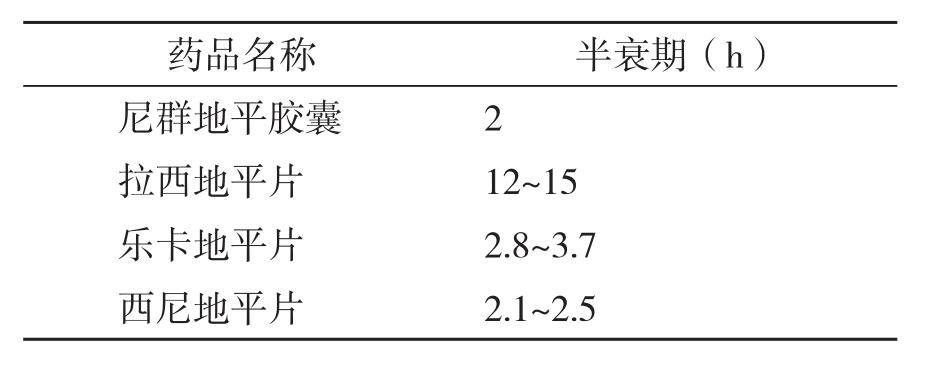 药品名称 半衰期（h）
尼群地平胶囊 2
拉西地平片 12~15
乐卡地平片 2.8~3.7
西尼地平片 2.1~2.5